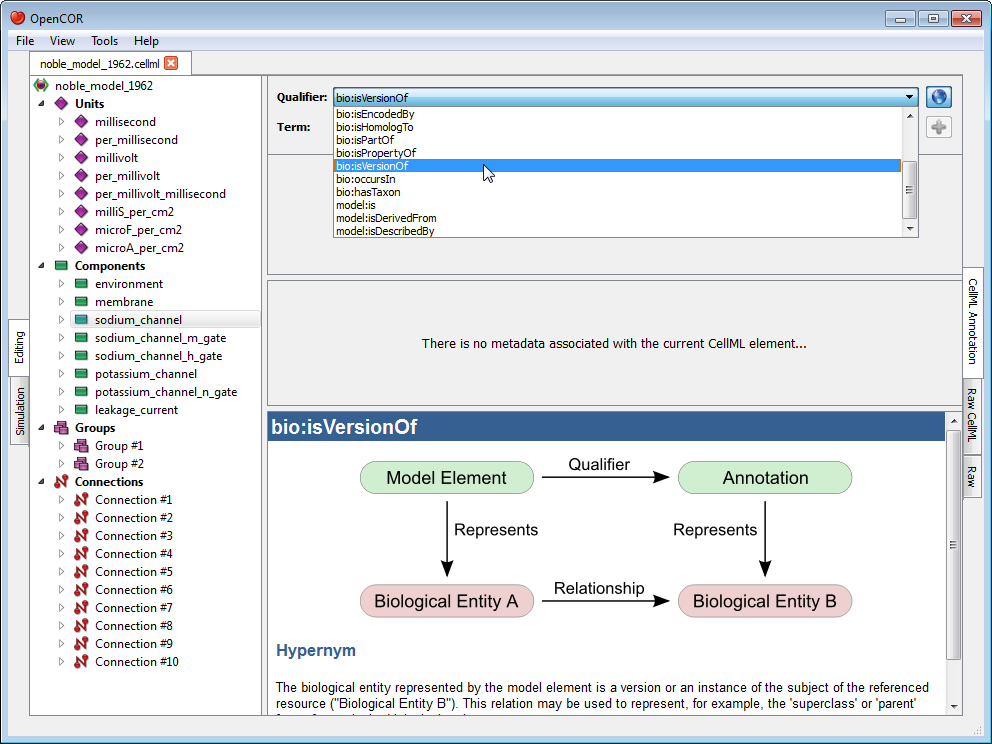 OpenCOR
File View Tools Help
noble_model_1962.cellml
noble_model_1962
Units
millisecond
per_millisecond
millivolt
per_millivolt
per_millivolt_millisecond
milliS_per_cm2
microF_per_cm2
microA_per_cm2
Components
environment
membrane
sodium_channel
sodium_channel_m_gate
sodium_channel_h_gate
potassium_channel
potassium_channel_n_gate
leakage_current
Groups
Group #1
Group #2
Connections
Connection #1
Connection #2
Connection #3
Connection #4
Connection #5
Connection #6
Connection #7
Connection #8
Connection #9
Connection #10
Editing
Simulation
Qualifier: bio:isVersionOf
Term:
bio:isEncodedBy
bio:isHomologTo
bio:isPartOf
bio:isPropertyOf
bio:isVersionOf
bio:occursIn
bio:hasTaxon
model:is
model:isDerivedFrom
model:isDescribedBy
There is no metadata associated with the current CellML element...
bio:isVersionOf
Model Element
Qualifier
Annotation
Represents
Represents
Biological Entity A
Relationship
Biological Entity B
Hypernym
The biological entity represented by the model element is a version or an instance of the subject of the referenced
resource ("Biological Entity B"). This relation may be used to represent, for example, the 'superclass' or 'parent'
CellML Annotation
Raw CellML
Raw